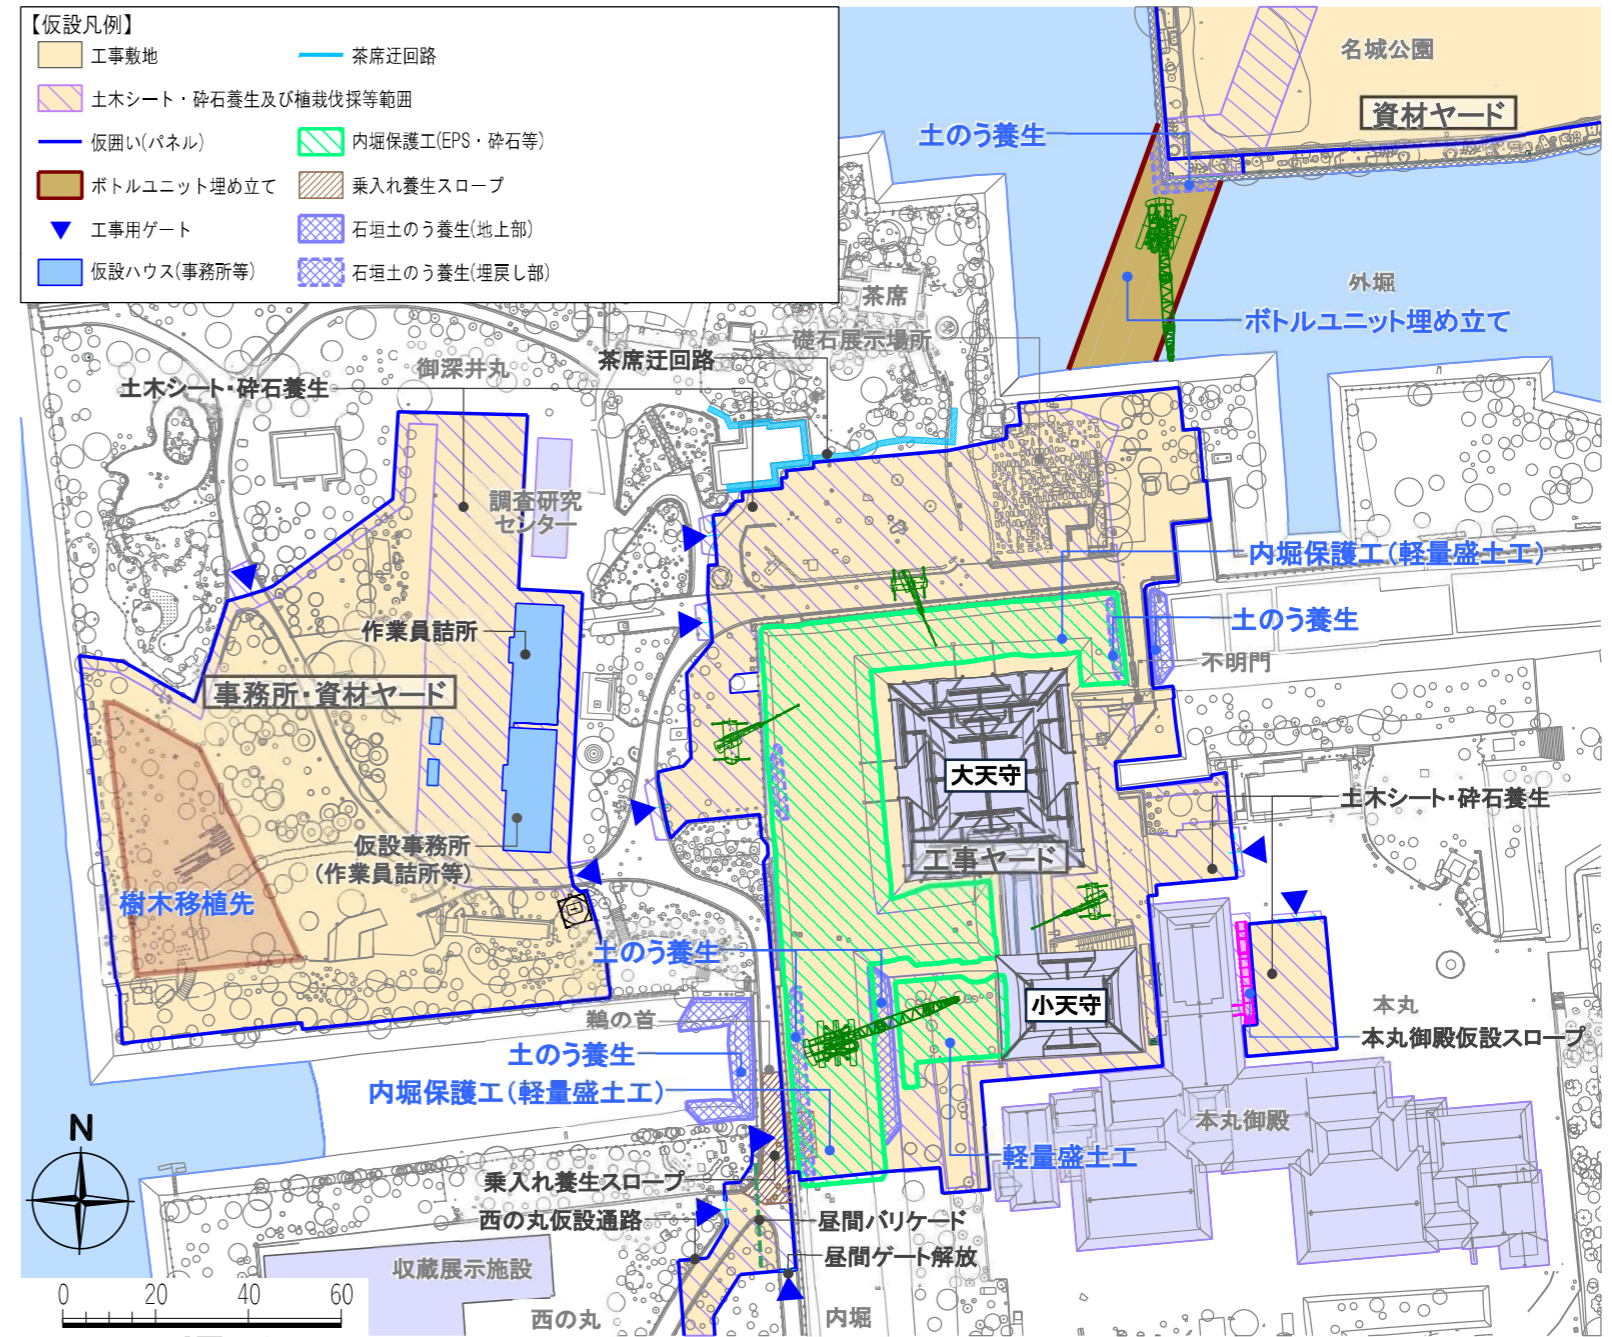 【仮設凡例】
工事敷地
茶席迂回路
土木シート・砕石養生及び植栽伐採等範囲
仮囲い(パネル)
内堀保護工(EPS・砕石等)
ボトルユニット埋め立て
乗入れ養生スロープ
工事用ゲート
石垣土のう養生(地上部)
仮設ハウス(事務所等)
石垣土のう養生(埋戻し部)
名城公園
資材ヤード
土のう養生
外堀
ボトルユニット埋め立て
茶席
礎石展示場所
茶席迂回路
御深井丸
土木シート・砕石養生
調査研究
センター
内堀保護工(軽量盛土工)
土のう養生
不明門
作業員詰所
事務所・資材ヤード
大天守
土木シート・砕石養生
仮設事務所
(作業員詰所等)
工事ヤード
樹木移植先
土のう養生
小天守
本丸
鵜の首
本丸御殿仮設スロープ
土のう養生
内堀保護工(軽量盛土工)
本丸御殿
軽量盛土工
N
乗入れ養生スロープ
西の丸仮設通路
昼間バリケード
昼間ゲート解放
収蔵展示施設
0 20 40 60
西の丸
内堀